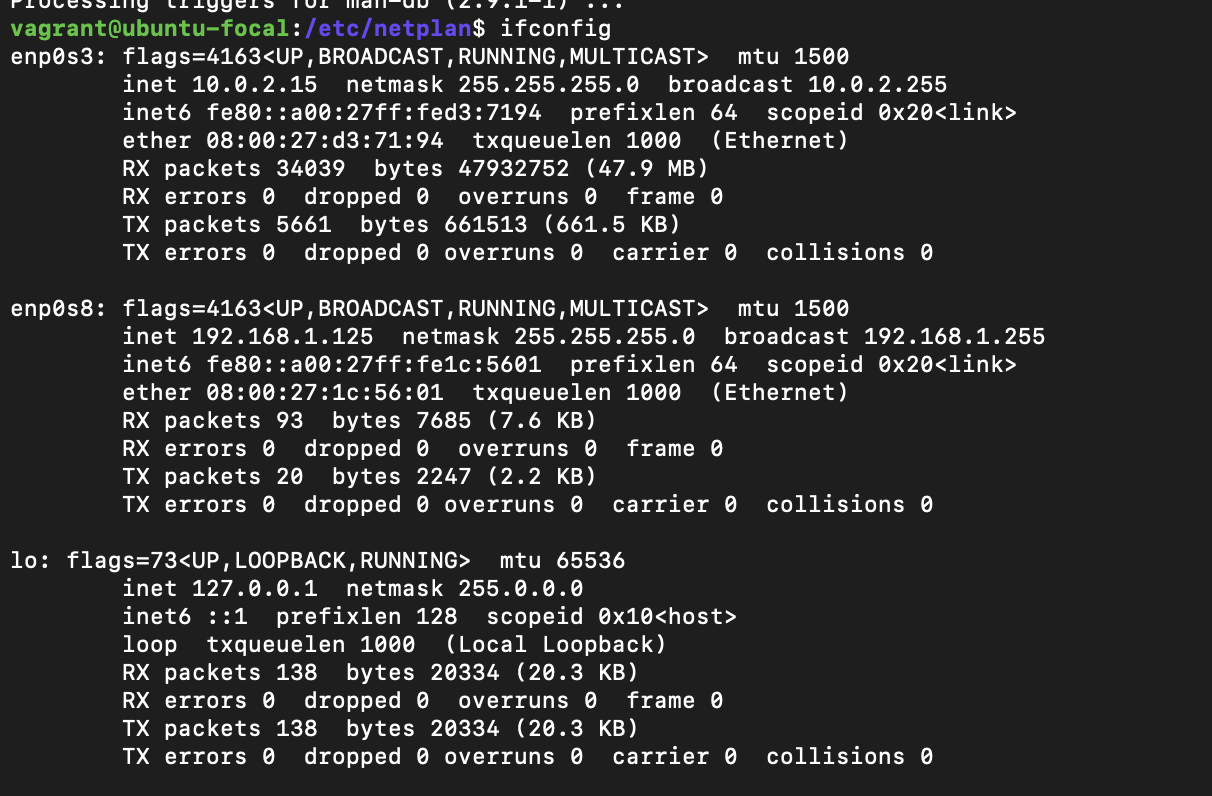 Processing triggers for man-db (2.9.1-1) ...
vagrant@ubuntu-focal:/etc/netplan$ ifconfig
enp0s3: flags=4163<UP,BROADCAST,RUNNING,MULTICAST>  mtu 1500
        inet 10.0.2.15  netmask 255.255.255.0  broadcast 10.0.2.255
        inet6 fe80::a00:27ff:fed3:7194  prefixlen 64  scopeid 0x20<link>
        ether 08:00:27:d3:71:94  txqueuelen 1000  (Ethernet)
        RX packets 34039  bytes 47932752 (47.9 MB)
        RX errors 0  dropped 0  overruns 0  frame 0
        TX packets 5661  bytes 661513 (661.5 KB)
        TX errors 0  dropped 0 overruns 0  carrier 0  collisions 0

enp0s8: flags=4163<UP,BROADCAST,RUNNING,MULTICAST>  mtu 1500
        inet 192.168.1.125  netmask 255.255.255.0  broadcast 192.168.1.255
        inet6 fe80::a00:27ff:fe1c:5601  prefixlen 64  scopeid 0x20<link>
        ether 08:00:27:1c:56:01  txqueuelen 1000  (Ethernet)
        RX packets 93  bytes 7685 (7.6 KB)
        RX errors 0  dropped 0  overruns 0  frame 0
        TX packets 20  bytes 2247 (2.2 KB)
        TX errors 0  dropped 0 overruns 0  carrier 0  collisions 0

lo: flags=73<UP,LOOPBACK,RUNNING>  mtu 65536
        inet 127.0.0.1  netmask 255.0.0.0
        inet6 ::1  prefixlen 128  scopeid 0x10<host>
        loop  txqueuelen 1000  (Local Loopback)
        RX packets 138  bytes 20334 (20.3 KB)
        RX errors 0  dropped 0  overruns 0  frame 0
        TX packets 138  bytes 20334 (20.3 KB)
        TX errors 0  dropped 0 overruns 0  carrier 0  collisions 0